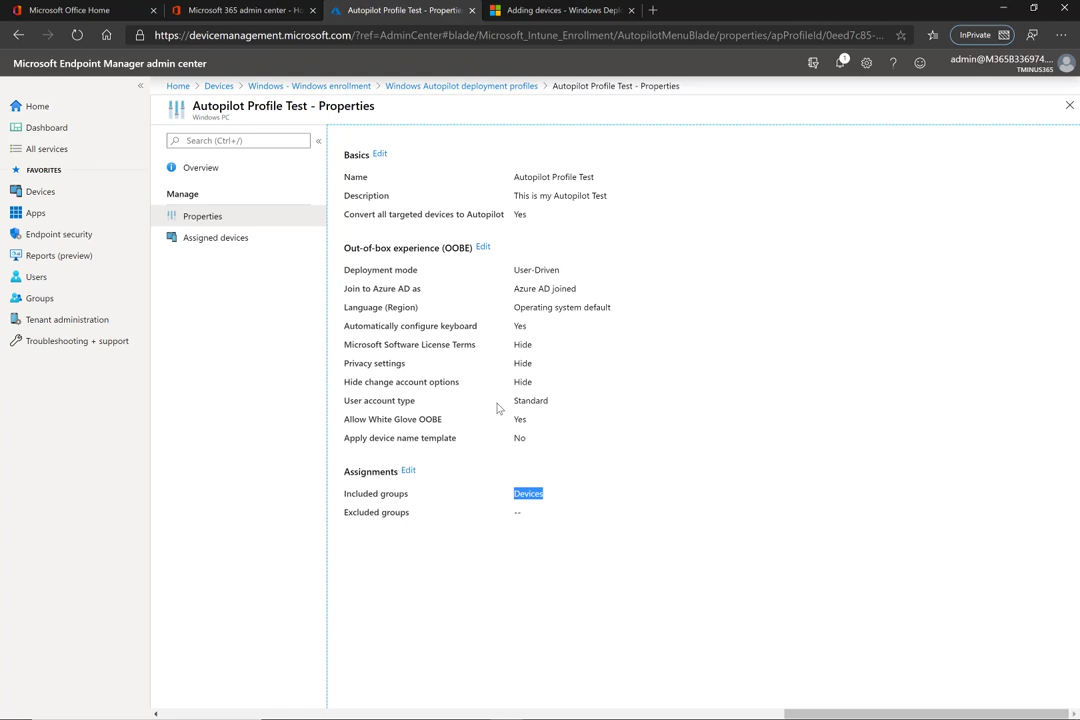 Microsoft Office Home
Microsoft 365 admin center - Ho
Autopilot Profile Test - Propertie
Adding devices - Windows Depl
https://devicemanagement.microsoft.com/?ref=AdminCenter#blade/Microsoft_Intune_Enrollment/AutopilotMenuBlade/properties/apProfileId/0eed7c85-...
InPrivate
Microsoft Endpoint Manager admin center
1
admin@M365B336974....
TMINUS365
Home
Dashboard
All services
FAVORITES
Devices
Apps
Endpoint security
Reports (preview)
Users
Groups
Tenant administration
Troubleshooting + support
Home > Devices > Windows - Windows enrollment > Windows Autopilot deployment profiles > Autopilot Profile Test - Properties
Autopilot Profile Test - Properties
Windows PC
Search (Ctrl+/)
Overview
Manage
Properties
Assigned devices
Basics Edit
Name Autopilot Profile Test
Description This is my Autopilot Test
Convert all targeted devices to Autopilot Yes
Out-of-box experience (OOBE) Edit
Deployment mode User-Driven
Join to Azure AD as Azure AD joined
Language (Region) Operating system default
Automatically configure keyboard Yes
Microsoft Software License Terms Hide
Privacy settings Hide
Hide change account options Hide
User account type Standard
Allow White Glove OOBE Yes
Apply device name template No
Assignments Edit
Included groups Devices
Excluded groups --